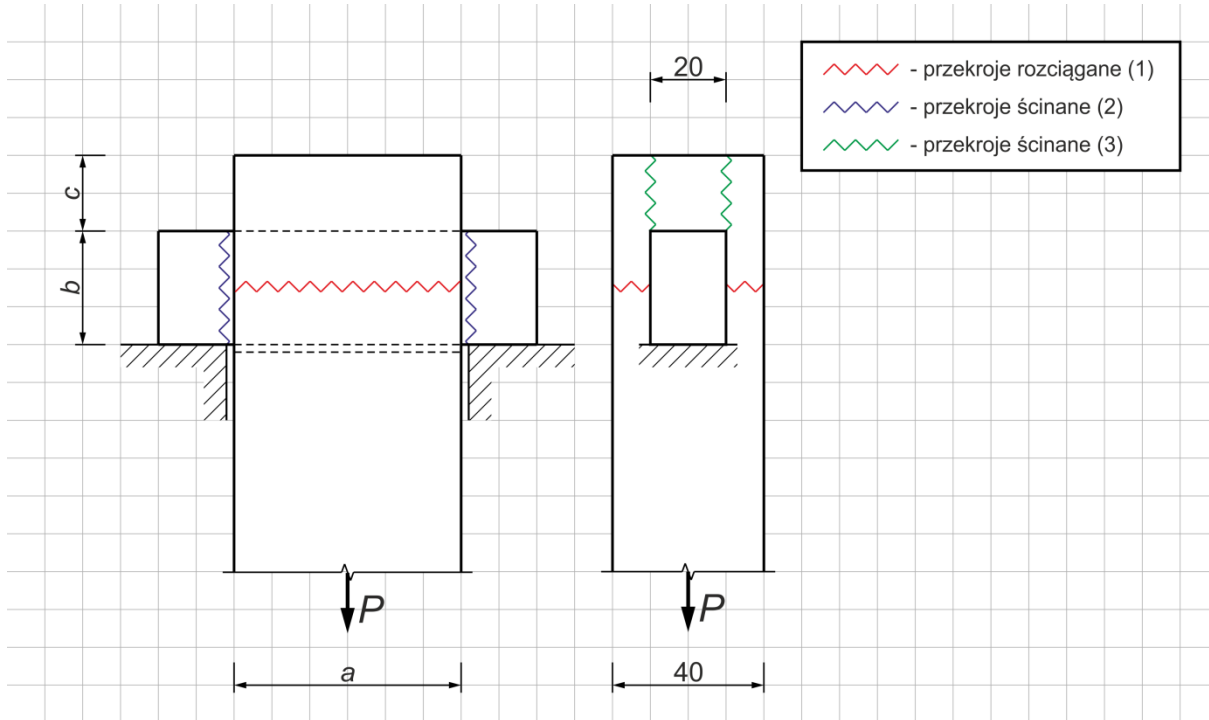 20
- przekroje rozciągane (1)
- przekroje ścinane (2)
- przekroje ścinane (3)
c
b
P
P
a
40